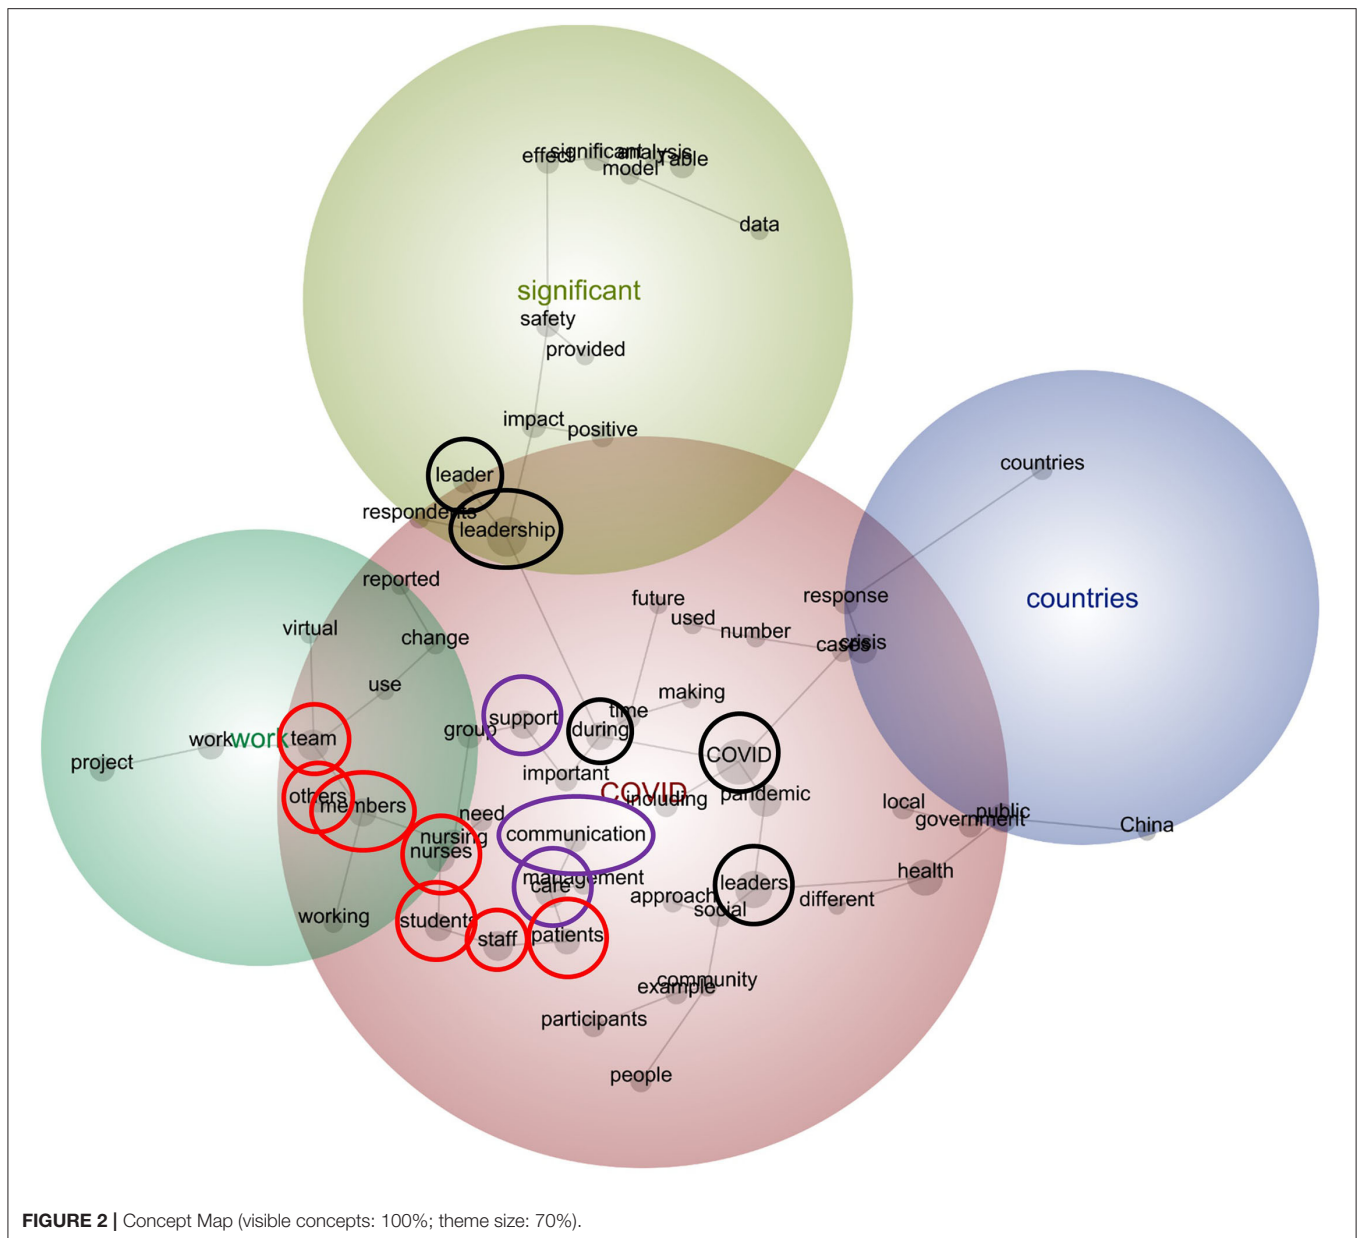 effect
significant
analysis
Table
model
data
significant
safety
provided
impact
positive
leader
countries
respondents
leadership
reported
response
countries
future
used
virtual
number
change
cases
crisis
use
making
support
time
group
during
work
work
team
COVID
project
important
COVID
including
pandemic
others
members
local
public
need
government
China
communication
nursing
nurses
health
management
care
leaders
approach
different
social
working
students
staff
patients
community
example
participants
people
FIGURE 2 | Concept Map (visible concepts: 100%; theme size: 70%).